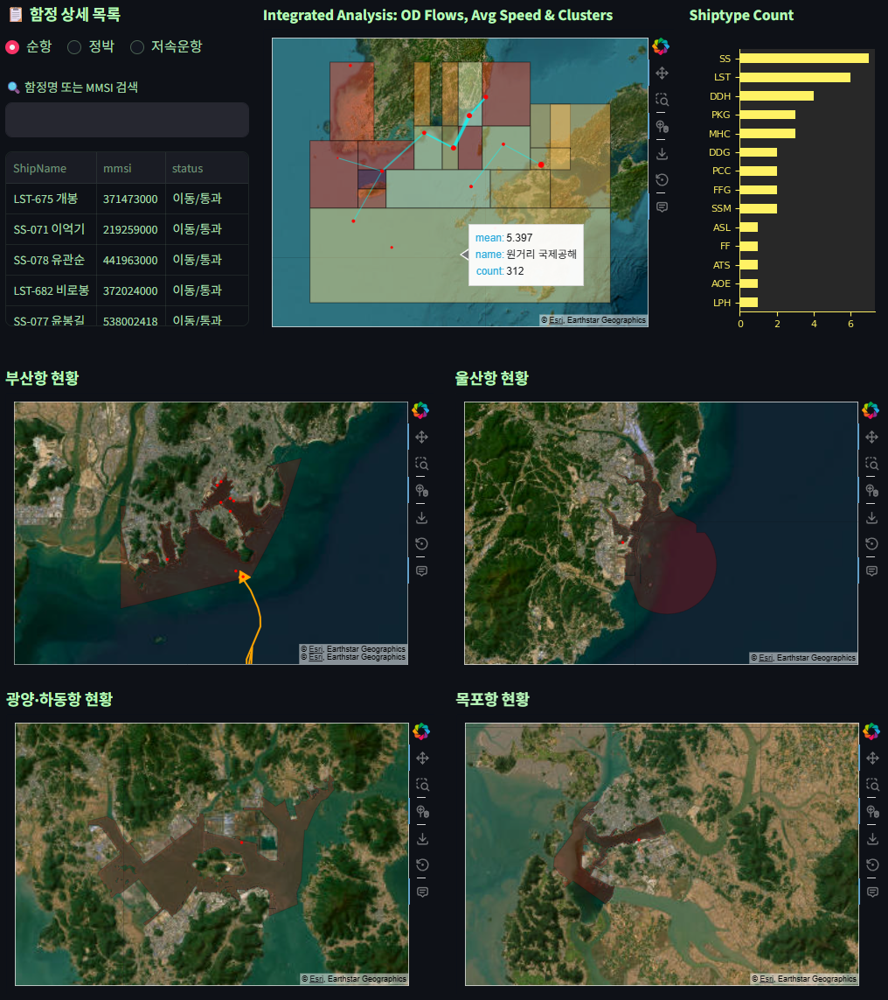 📋 함정 상세 목록
순항 정박 저속운항
🔍 함정명 또는 MMSI 검색
ShipName mmsi status
LST-675 개봉 371473000 이동/통과
SS-071 이억기 219259000 이동/통과
SS-078 유관순 441963000 이동/통과
LST-682 비로봉 372024000 이동/통과
SS-077 윤봉길 538002418 이동/통과
Integrated Analysis: OD Flows, Avg Speed & Clusters
mean: 5.397
name: 원거리 국제공해
count: 312
© Esri, Earthstar Geographics
Shiptype Count
SS
LST
DDH
PKG
MHC
DDG
PCC
FFG
SSM
ASL
FF
ATS
AOE
LPH
0 2 4 6
부산항 현황
© Esri, Earthstar Geographics
© Esri, Earthstar Geographics
울산항 현황
© Esri, Earthstar Geographics
광양·하동항 현황
© Esri, Earthstar Geographics
목포항 현황
© Esri, Earthstar Geographics